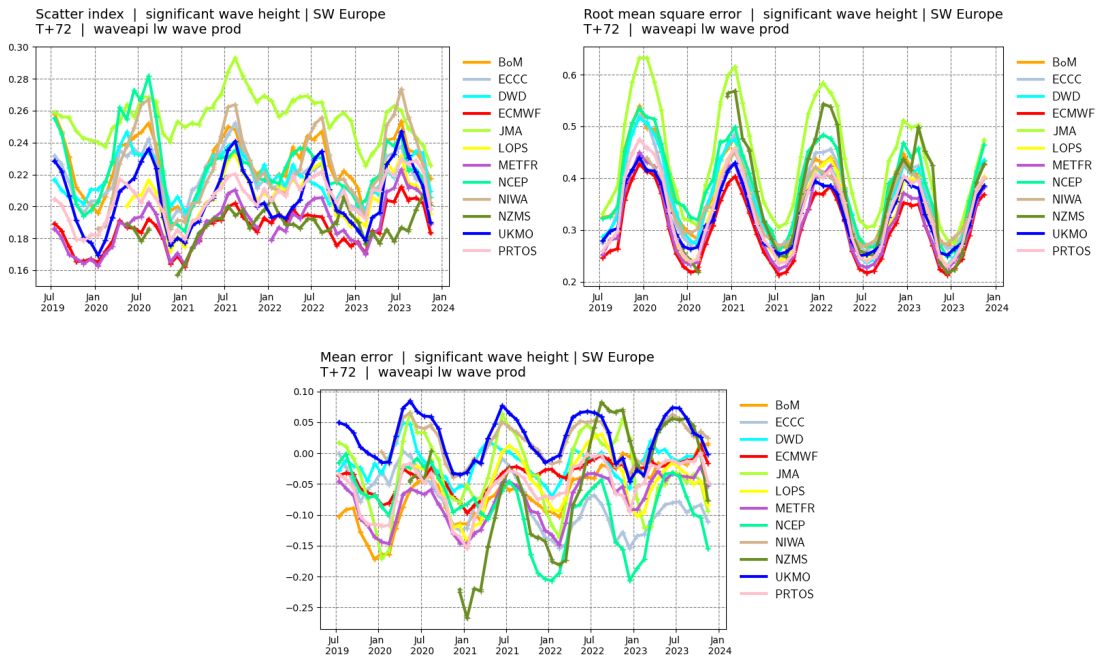 Scatter index | significant wave height | SW Europe
T+72 | waveapi lw wave prod
0.30
0.28
0.26
0.24
0.22
0.20
0.18
0.16
Jul Jan Jul Jan Jul Jan Jul Jan Jul Jan
2019 2020 2020 2021 2021 2022 2022 2023 2023 2024
BoM
ECCC
DWD
ECMWF
JMA
LOPS
METFR
NCEP
NIWA
NZMS
UKMO
PRTOS
Root mean square error | significant wave height | SW Europe
T+72 | waveapi lw wave prod
0.6
0.5
0.4
0.3
0.2
Jul Jan Jul Jan Jul Jan Jul Jan Jul Jan
2019 2020 2020 2021 2021 2022 2022 2023 2023 2024
BoM
ECCC
DWD
ECMWF
JMA
LOPS
METFR
NCEP
NIWA
NZMS
UKMO
PRTOS
Mean error | significant wave height | SW Europe
T+72 | waveapi lw wave prod
0.10
0.05
0.00
−0.05
−0.10
−0.15
−0.20
−0.25
Jul Jan Jul Jan Jul Jan Jul Jan Jul Jan
2019 2020 2020 2021 2021 2022 2022 2023 2023 2024
BoM
ECCC
DWD
ECMWF
JMA
LOPS
METFR
NCEP
NIWA
NZMS
UKMO
PRTOS